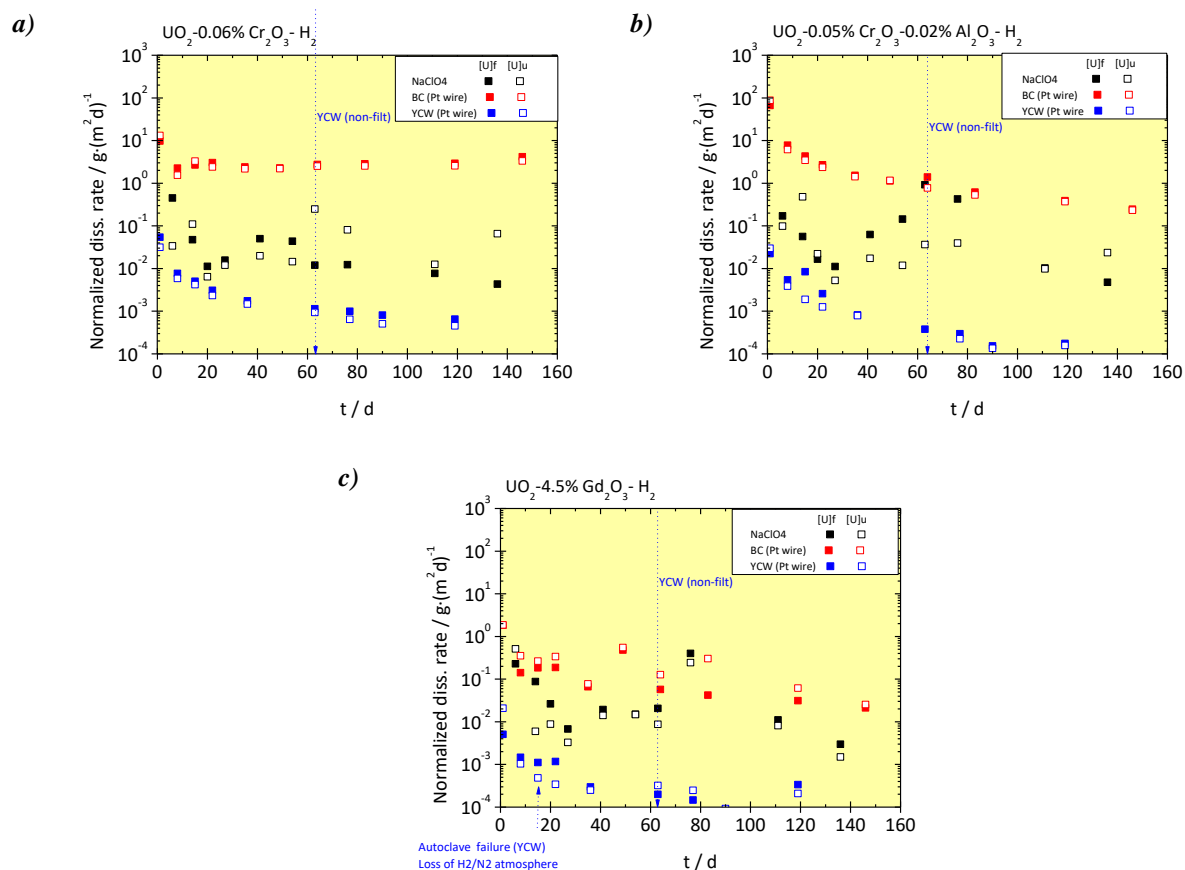 a)
UO2-0.06% Cr2O3- H2
[U]f [U]u
NaClO4
BC (Pt wire)
YCW (Pt wire)
YCW (non-filt)
Normalized diss. rate / g·(m2d)-1
10^3
10^2
10^1
10^0
10^-1
10^-2
10^-3
10^-4
0 20 40 60 80 100 120 140 160
t / d
b)
UO2-0.05% Cr2O3-0.02% Al2O3- H2
[U]f [U]u
NaClO4
BC (Pt wire)
YCW (Pt wire
YCW (non-filt)
Normalized diss. rate / g·(m2d)-1
10^3
10^2
10^1
10^0
10^-1
10^-2
10^-3
10^-4
0 20 40 60 80 100 120 140 160
t / d
c)
UO2-4.5% Gd2O3- H2
[U]f [U]u
NaClO4
BC (Pt wire)
YCW (Pt wire)
YCW (non-filt)
Normalized diss. rate / g·(m2d)-1
10^3
10^2
10^1
10^0
10^-1
10^-2
10^-3
10^-4
0 20 40 60 80 100 120 140 160
Autoclave failure (YCW)
Loss of H2/N2 atmosphere
t / d